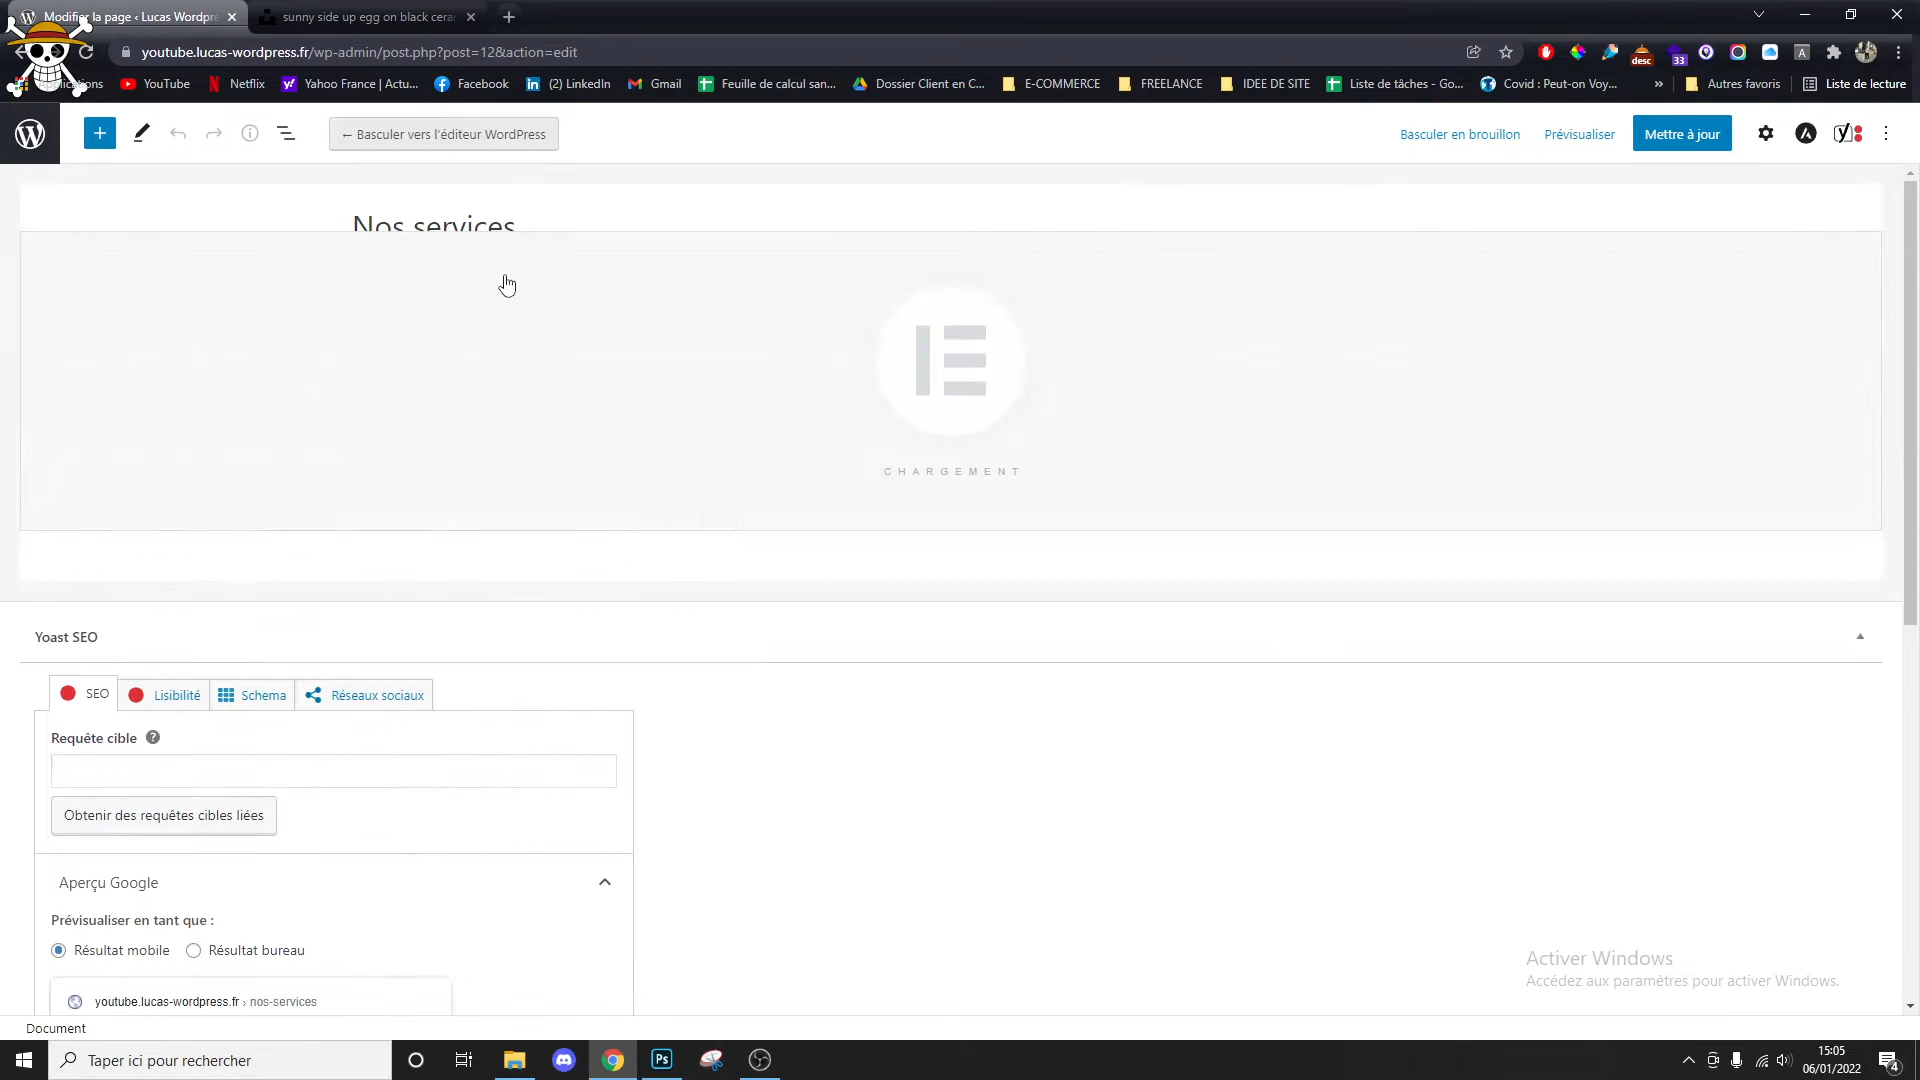 Modifier la page ‹ Lucas Wordpre
sunny side up egg on black cerar
youtube.lucas-wordpress.fr/wp-admin/post.php?post=12&action=edit
desc
33
YouTube
Netflix
Yahoo France | Actu...
Facebook
(2) LinkedIn
Gmail
Feuille de calcul san...
Dossier Client en C...
E-COMMERCE
FREELANCE
IDEE DE SITE
Liste de tâches - Go...
Covid : Peut-on Voy...
»
Autres favoris
Liste de lecture
← Basculer vers l'éditeur WordPress
Basculer en brouillon
Prévisualiser
Mettre à jour
Nos services
CHARGEMENT
Yoast SEO
SEO
Lisibilité
Schema
Réseaux sociaux
Requête cible
Obtenir des requêtes cibles liées
Aperçu Google
Prévisualiser en tant que :
Résultat mobile
Résultat bureau
youtube.lucas-wordpress.fr › nos-services
Activer Windows
Accédez aux paramètres pour activer Windows.
Document
Taper ici pour rechercher
Ps
15:05
06/01/2022
4